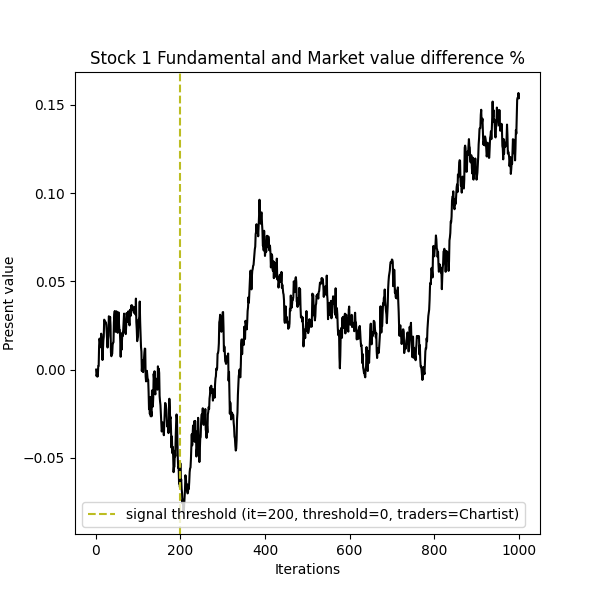 Stock 1 Fundamental and Market value difference %
0.15
0.10
0.05
0.00
−0.05
Present value
signal threshold (it=200, threshold=0, traders=Chartist)
0 200 400 600 800 1000
Iterations